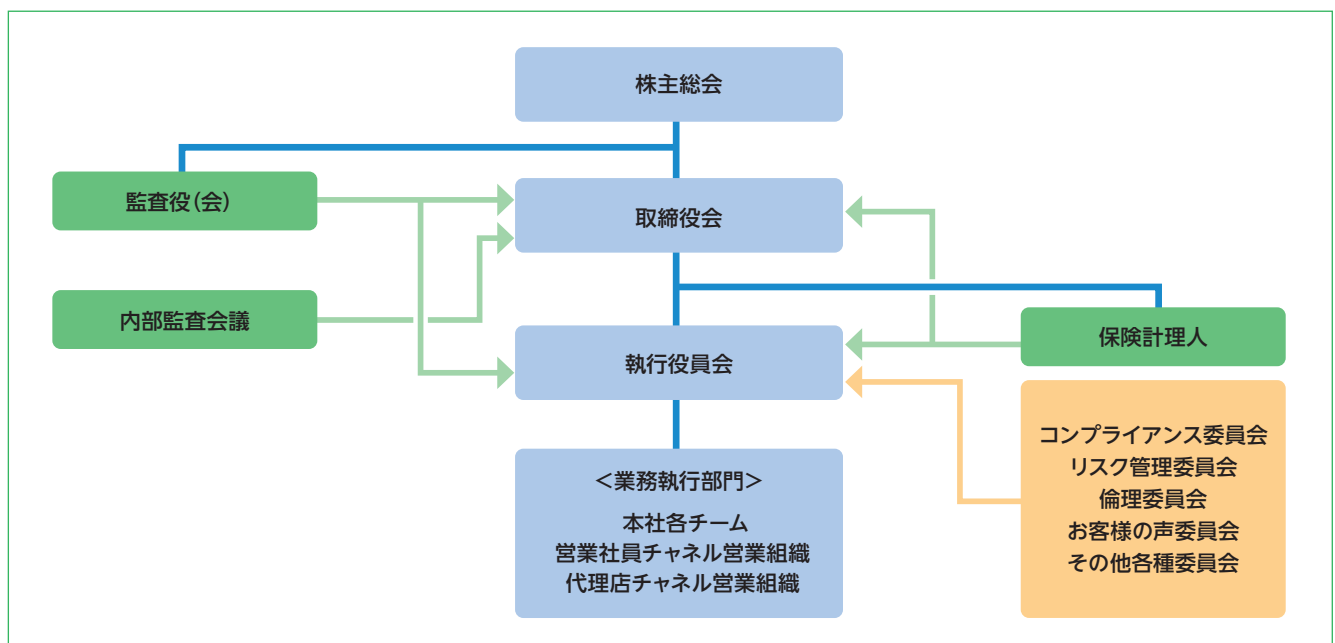 株主総会
監査役(会)
取締役会
内部監査会議
保険計理人
執行役員会
コンプライアンス委員会
リスク管理委員会
倫理委員会
お客様の声委員会
その他各種委員会
＜業務執行部門＞
本社各チーム
営業社員チャネル営業組織
代理店チャネル営業組織